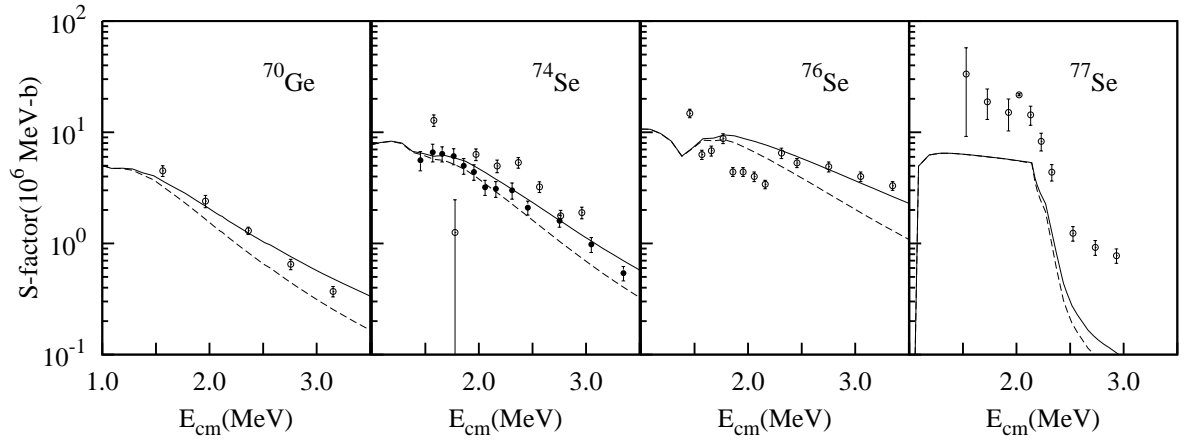 S-factor(10^6 MeV-b)
10^2
10^1
10^0
10^-1
^70Ge
^74Se
^76Se
^77Se
1.0 2.0 3.0 2.0 3.0 2.0 3.0 2.0 3.0
E_cm(MeV) E_cm(MeV) E_cm(MeV) E_cm(MeV)